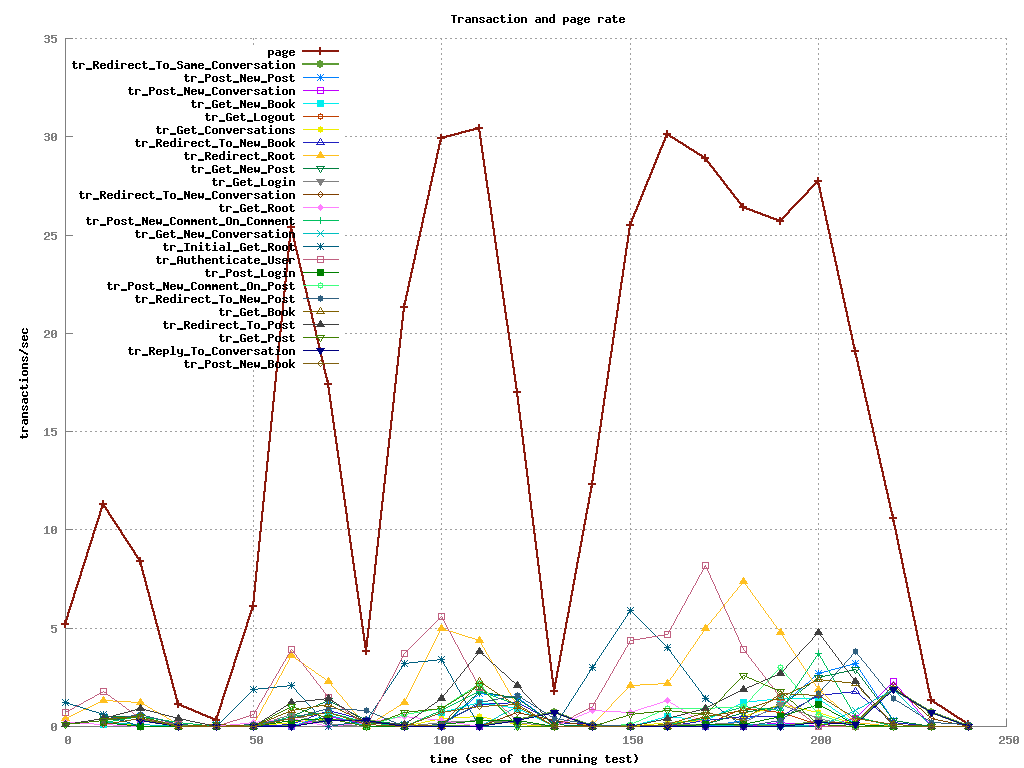 Transaction and page rate
35
30
25
20
15
10
5
0
transactions/sec
page
tr_Redirect_To_Same_Conversation
tr_Post_New_Post
tr_Post_New_Conversation
tr_Get_New_Book
tr_Get_Logout
tr_Get_Conversations
tr_Redirect_To_New_Book
tr_Redirect_Root
tr_Get_New_Post
tr_Get_Login
tr_Redirect_To_New_Conversation
tr_Get_Root
tr_Post_New_Comment_On_Comment
tr_Get_New_Conversation
tr_Initial_Get_Root
tr_Authenticate_User
tr_Post_Login
tr_Post_New_Comment_On_Post
tr_Redirect_To_New_Post
tr_Get_Book
tr_Redirect_To_Post
tr_Get_Post
tr_Reply_To_Conversation
tr_Post_New_Book
0 50 100 150 200 250
time (sec of the running test)